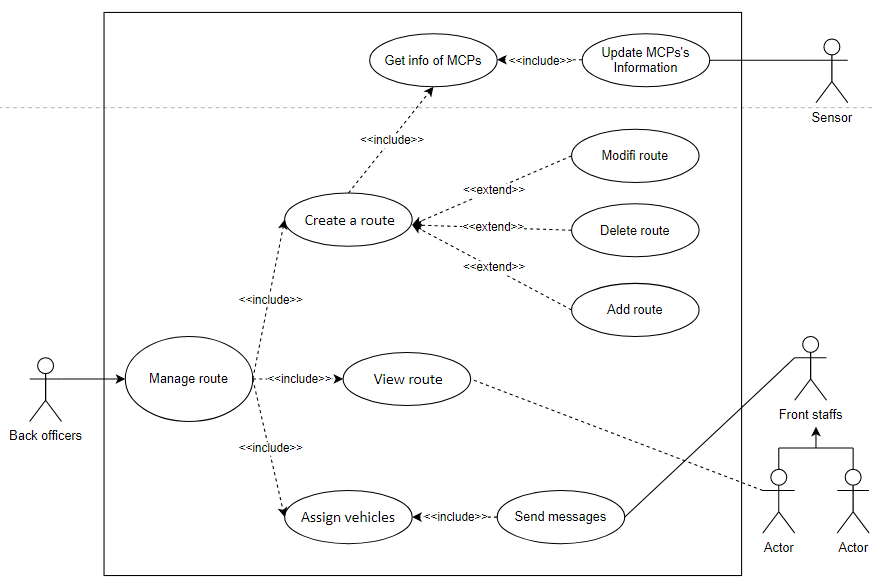 Get info of MCPs
<<include>>
Update MCPs's
Information
Sensor
<<include>>
Modifi route
<<extend>>
Create a route
<<extend>>
Delete route
<<extend>>
<<include>>
Add route
Back officers
Manage route
<<include>>
View route
Front staffs
<<include>>
Assign vehicles
<<include>>
Send messages
Actor
Actor